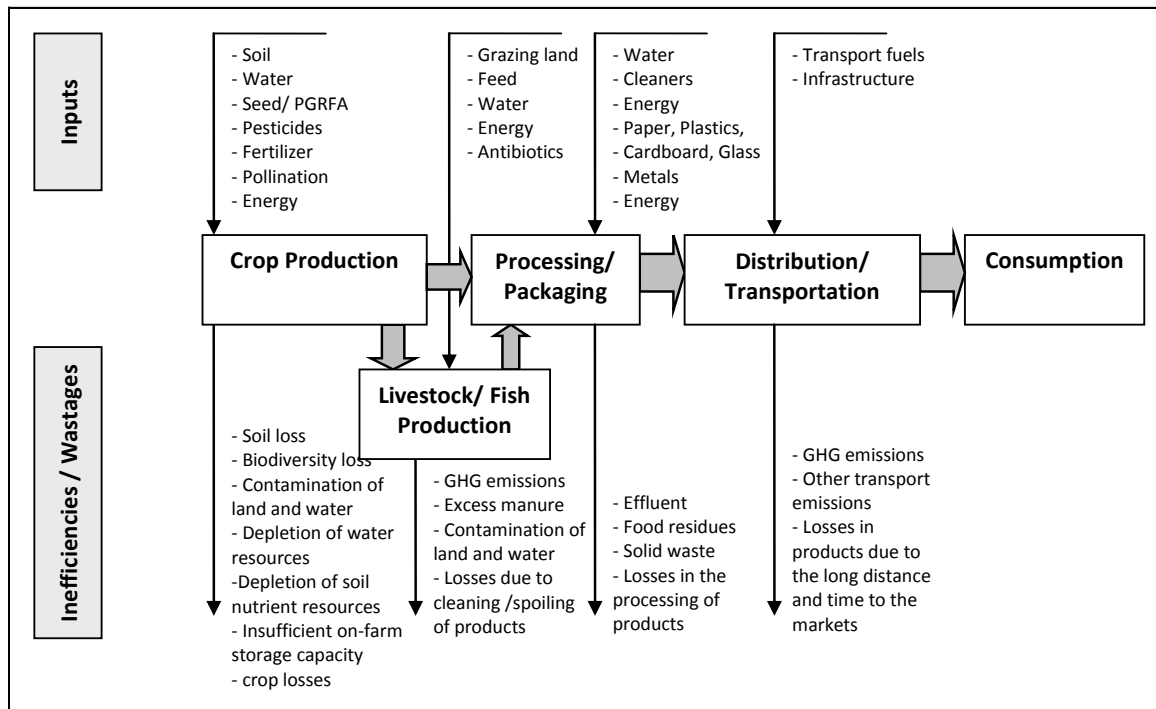 Inputs
- Soil
- Water
- Seed/ PGRFA
- Pesticides
- Fertilizer
- Pollination
- Energy
- Grazing land
- Feed
- Water
- Energy
- Antibiotics
- Water
- Cleaners
- Energy
- Paper, Plastics,
- Cardboard, Glass
- Metals
- Energy
- Transport fuels
- Infrastructure
Crop Production
Processing/
Packaging
Distribution/
Transportation
Consumption
Livestock/ Fish
Production
Inefficiencies / Wastages
- Soil loss
- Biodiversity loss
- Contamination of
land and water
- Depletion of water
resources
-Depletion of soil
nutrient resources
- Insufficient on-farm
storage capacity
- crop losses
- GHG emissions
- Excess manure
- Contamination of
land and water
- Losses due to
cleaning /spoiling
of products
- Effluent
- Food residues
- Solid waste
- Losses in the
processing of
products
- GHG emissions
- Other transport
emissions
- Losses in
products due to
the long distance
and time to the
markets